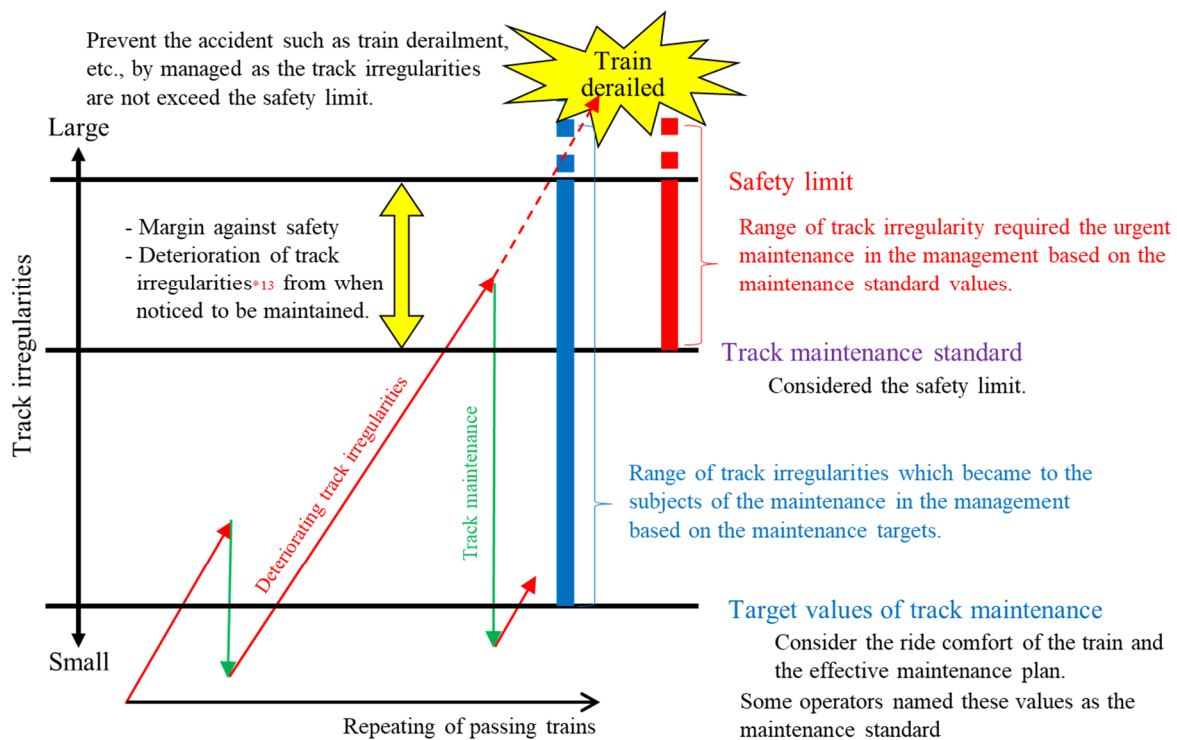 Prevent the accident such as train derailment,
etc., by managed as the track irregularities
are not exceed the safety limit.
Train
derailed
Large
Safety limit
- Margin against safety
- Deterioration of track
irregularities*13 from when
noticed to be maintained.
Range of track irregularity required the urgent
maintenance in the management based on the
maintenance standard values.
Track irregularities
Track maintenance standard
Considered the safety limit.
Deteriorating track irregularities
Track maintenance
Range of track irregularities which became to the
subjects of the maintenance in the management
based on the maintenance targets.
Target values of track maintenance
Small
Consider the ride comfort of the train and
the effective maintenance plan.
Some operators named these values as the
maintenance standard
Repeating of passing trains